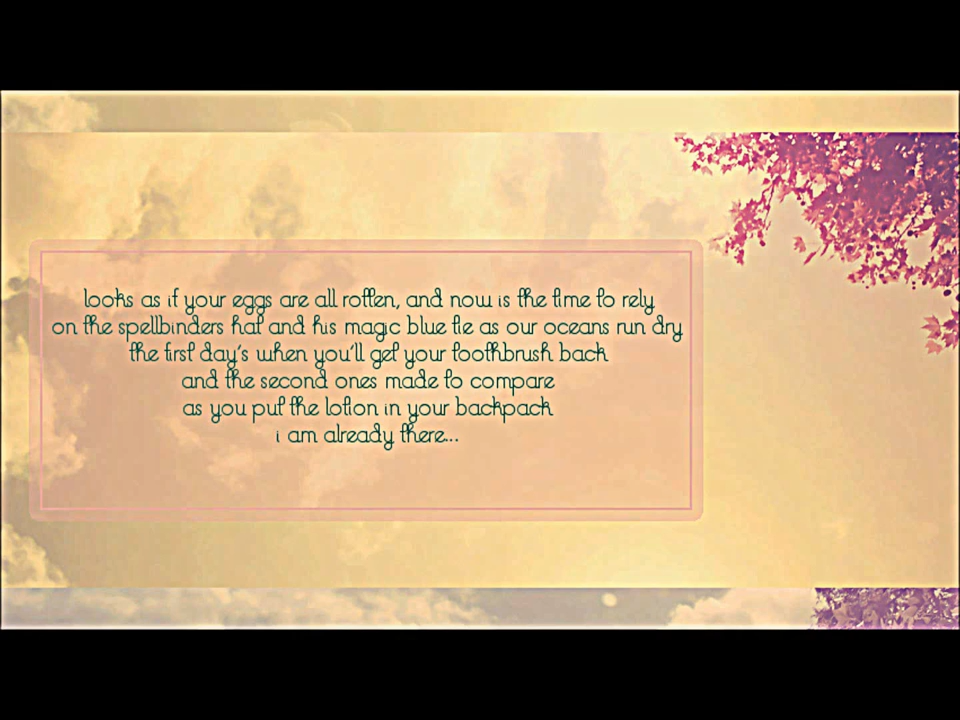 looks as if your eggs are all rotten, and now is the time to rely
on the spellbinders hat and his magic blue tie as our oceans run dry
the first day's when you'll get your toothbrush back
and the second ones made to compare
as you put the lotion in your backpack
i am already there...